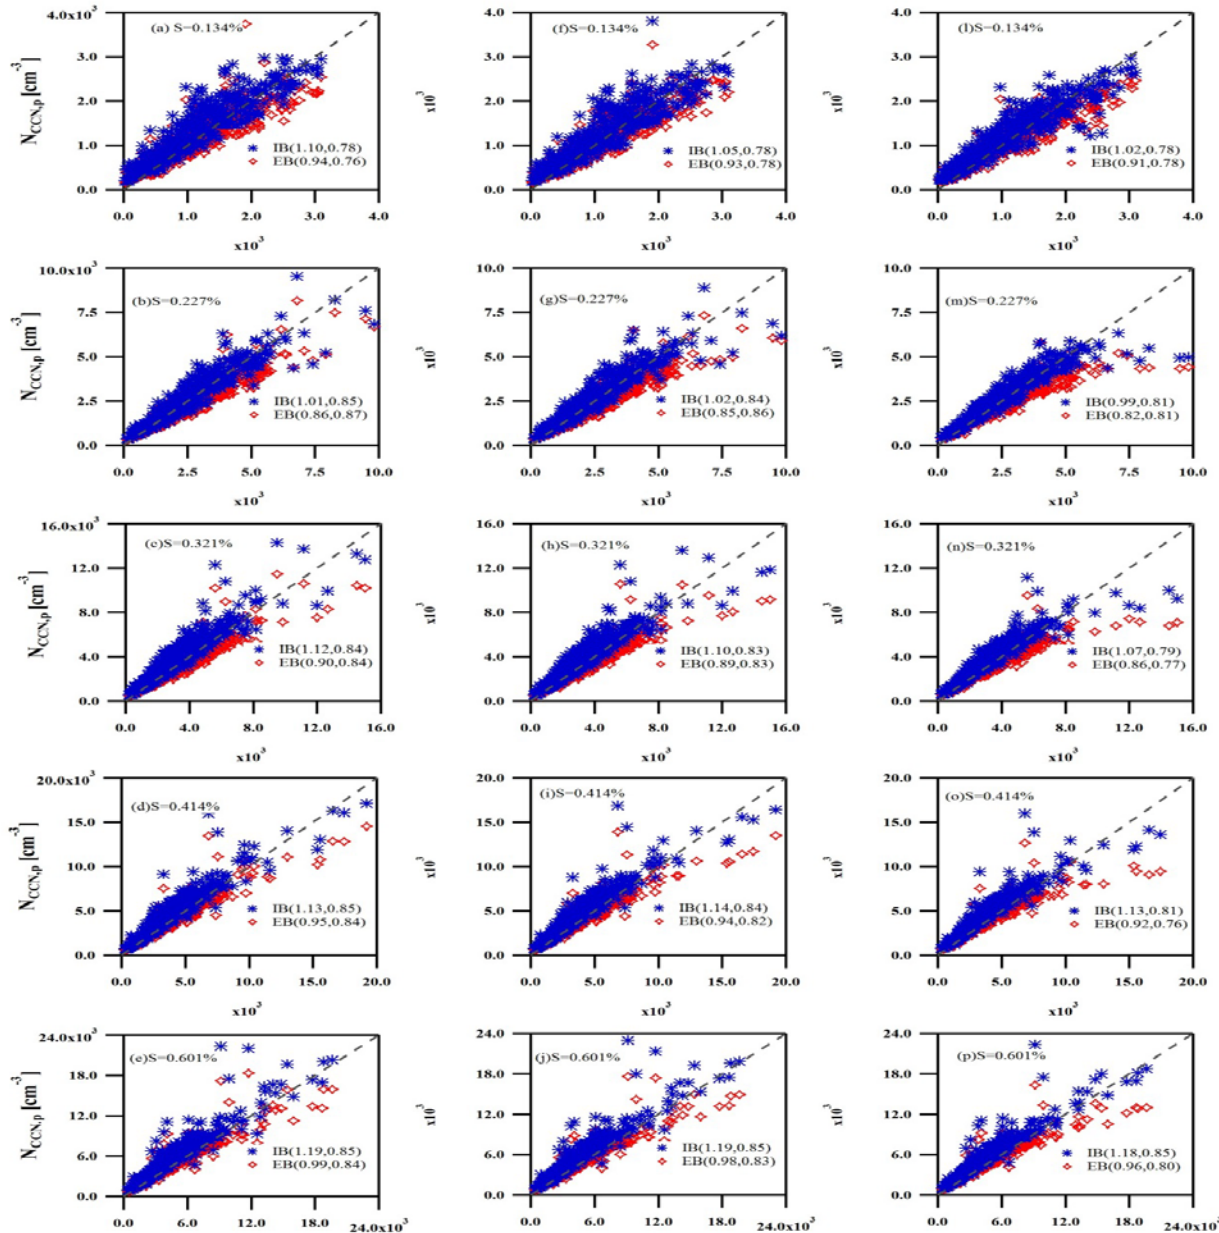 4.0x10³
3.0
2.0
1.0
0.0
N_CCN,p [cm⁻³]
(a) S=0.134%
IB(1.10,0.78)
EB(0.94,0.76)
0.0 1.0 2.0 3.0 4.0
x10³
4.0
3.0
2.0
1.0
0.0
x10³
(f)S=0.134%
IB(1.05,0.78)
EB(0.93,0.78)
0.0 1.0 2.0 3.0 4.0
x10³
4.0
3.0
2.0
1.0
0.0
x10³
(l)S=0.134%
IB(1.02,0.78)
EB(0.91,0.78)
0.0 1.0 2.0 3.0 4.0
x10³
10.0x10³
7.5
5.0
2.5
0.0
N_CCN,p [cm⁻³]
(b)S=0.227%
IB(1.01,0.85)
EB(0.86,0.87)
0.0 2.5 5.0 7.5 10.0
x10³
10.0
7.5
5.0
2.5
0.0
x10³
(g)S=0.227%
IB(1.02,0.84)
EB(0.85,0.86)
0.0 2.5 5.0 7.5 10.0
x10³
10.0
7.5
5.0
2.5
0.0
x10³
(m)S=0.227%
IB(0.99,0.81)
EB(0.82,0.81)
0.0 2.5 5.0 7.5 10.0
x10³
16.0x10³
12.0
8.0
4.0
0.0
N_CCN,p [cm⁻³]
(c)S=0.321%
IB(1.12,0.84)
EB(0.90,0.84)
0.0 4.0 8.0 12.0 16.0
x10³
16.0
12.0
8.0
4.0
0.0
x10³
(h)S=0.321%
IB(1.10,0.83)
EB(0.89,0.83)
0.0 4.0 8.0 12.0 16.0
x10³
16.0
12.0
8.0
4.0
0.0
x10³
(n)S=0.321%
IB(1.07,0.79)
EB(0.86,0.77)
0.0 4.0 8.0 12.0 16.0
x10³
20.0x10³
15.0
10.0
5.0
0.0
N_CCN,p [cm⁻³]
(d)S=0.414%
IB(1.13,0.85)
EB(0.95,0.84)
0.0 5.0 10.0 15.0 20.0
x10³
20.0
15.0
10.0
5.0
0.0
x10³
(i)S=0.414%
IB(1.14,0.84)
EB(0.94,0.82)
0.0 5.0 10.0 15.0 20.0
x10³
20.0
15.0
10.0
5.0
0.0
x10³
(o)S=0.414%
IB(1.13,0.81)
EB(0.92,0.76)
0.0 5.0 10.0 15.0 20.0
x10³
24.0x10³
18.0
12.0
6.0
0.0
N_CCN,p [cm⁻³]
(e)S=0.601%
IB(1.19,0.85)
EB(0.99,0.84)
0.0 6.0 12.0 18.0 24.0x10³
24.0
18.0
12.0
6.0
0.0
x10³
(j)S=0.601%
IB(1.19,0.85)
EB(0.98,0.83)
0.0 6.0 12.0 18.0 24.0x10³
24.0
18.0
12.0
6.0
0.0
x10³
(p)S=0.601%
IB(1.18,0.85)
EB(0.96,0.80)
0.0 6.0 12.0 18.0 24.0x10³